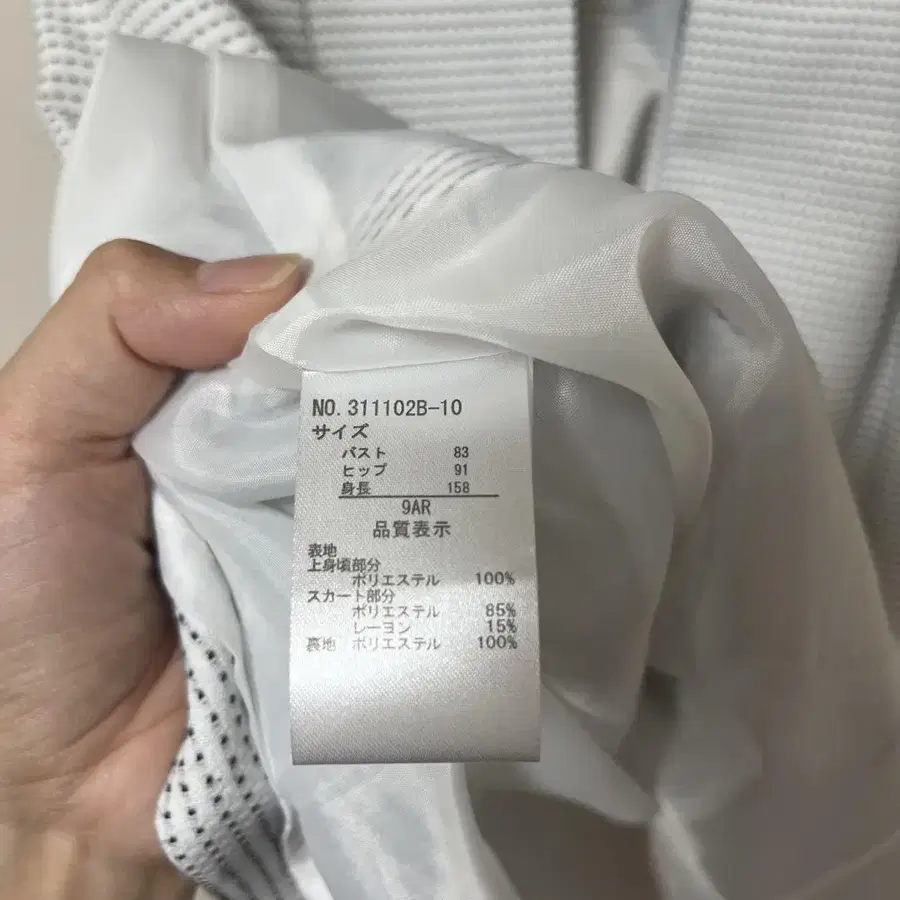 NO. 311102B-10
サイズ
バスト 83
ヒップ 91
身長 158
9AR
品質表示
表地
上身頃部分
ポリエステル 100%
スカート部分
ポリエステル 85%
レーヨン 15%
裏地 ポリエステル 100%